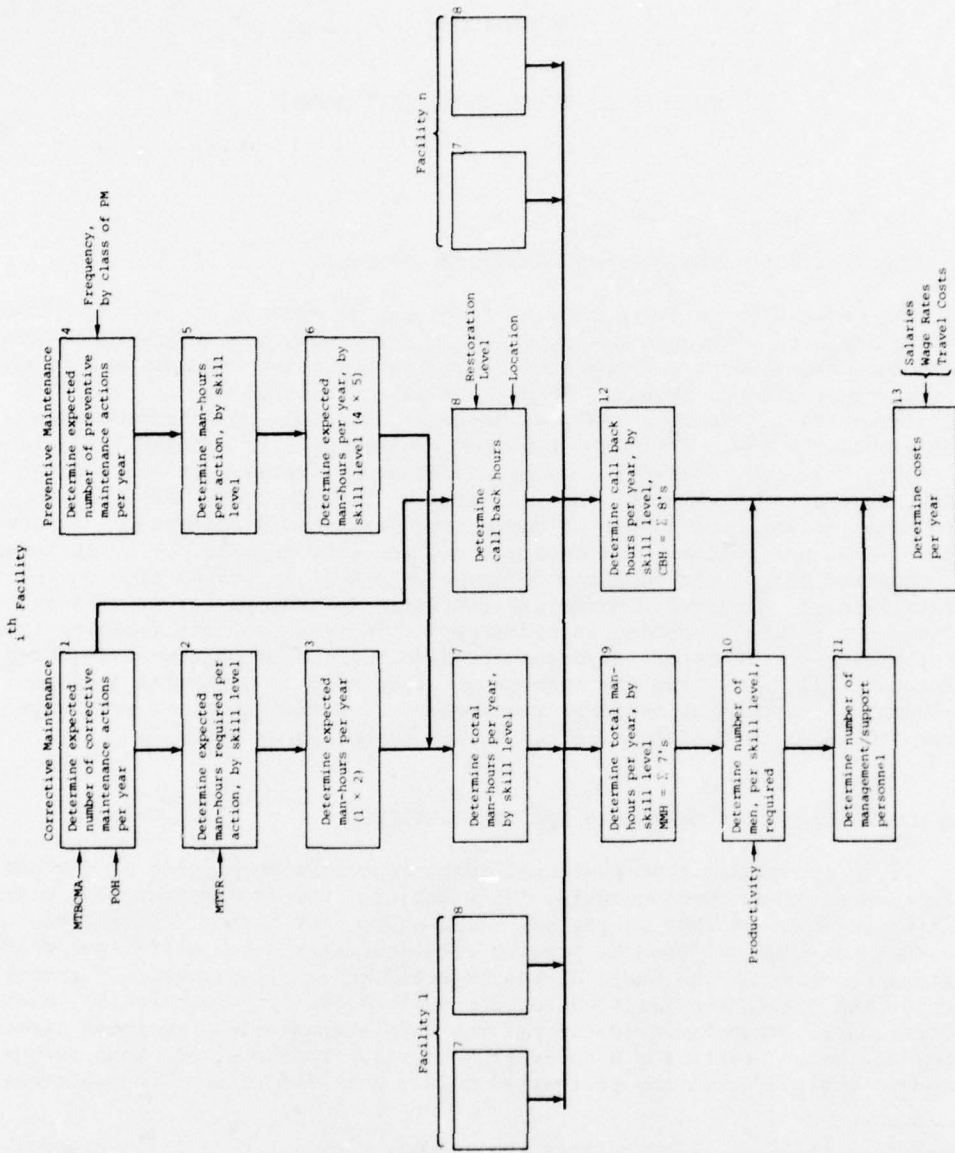 i th Facility
Corrective Maintenance
Preventive Maintenance
MTBCMA
POH
1
Determine expected
number of corrective
maintenance actions
per year
4
Determine expected
number of preventive
maintenance actions
per year
Frequency,
by class of PM
MTTR
2
Determine expected
man-hours required per
action, by skill level
5
Determine man-hours
per action, by skill
level
3
Determine expected
man-hours per year
(1 × 2)
6
Determine expected
man-hours per year, by
skill level (4 × 5)
Facility 1
7
8
7
Determine total
man-hours per year,
by skill level
8
Determine
call back hours
Restoration
Level
Location
Facility n
7
8
9
Determine total man-
hours per year, by
skill level
MMH = Σ 7's
12
Determine call back
hours per year, by
skill level,
CBH = Σ 8's
Productivity
10
Determine number of
men, per skill level,
required
11
Determine number of
management/support
personnel
13
Determine costs
per year
Salaries
Wage Rates
Travel Costs